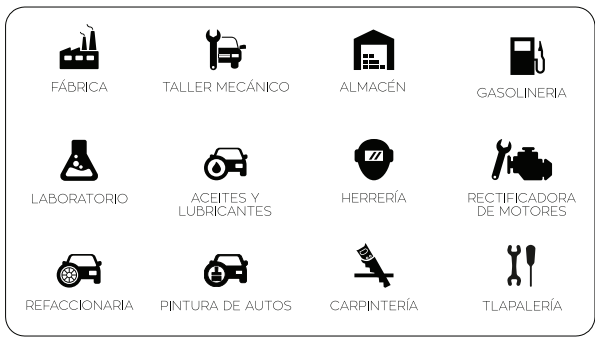 FÁBRICA
TALLER MECÁNICO
ALMACÉN
GASOLINERIA
LABORATORIO
ACEITES Y
LUBRICANTES
HERRERÍA
RECTIFICADORA
DE MOTORES
REFACCIONARIA
PINTURA DE AUTOS
CARPINTERÍA
TLAPALERÍA